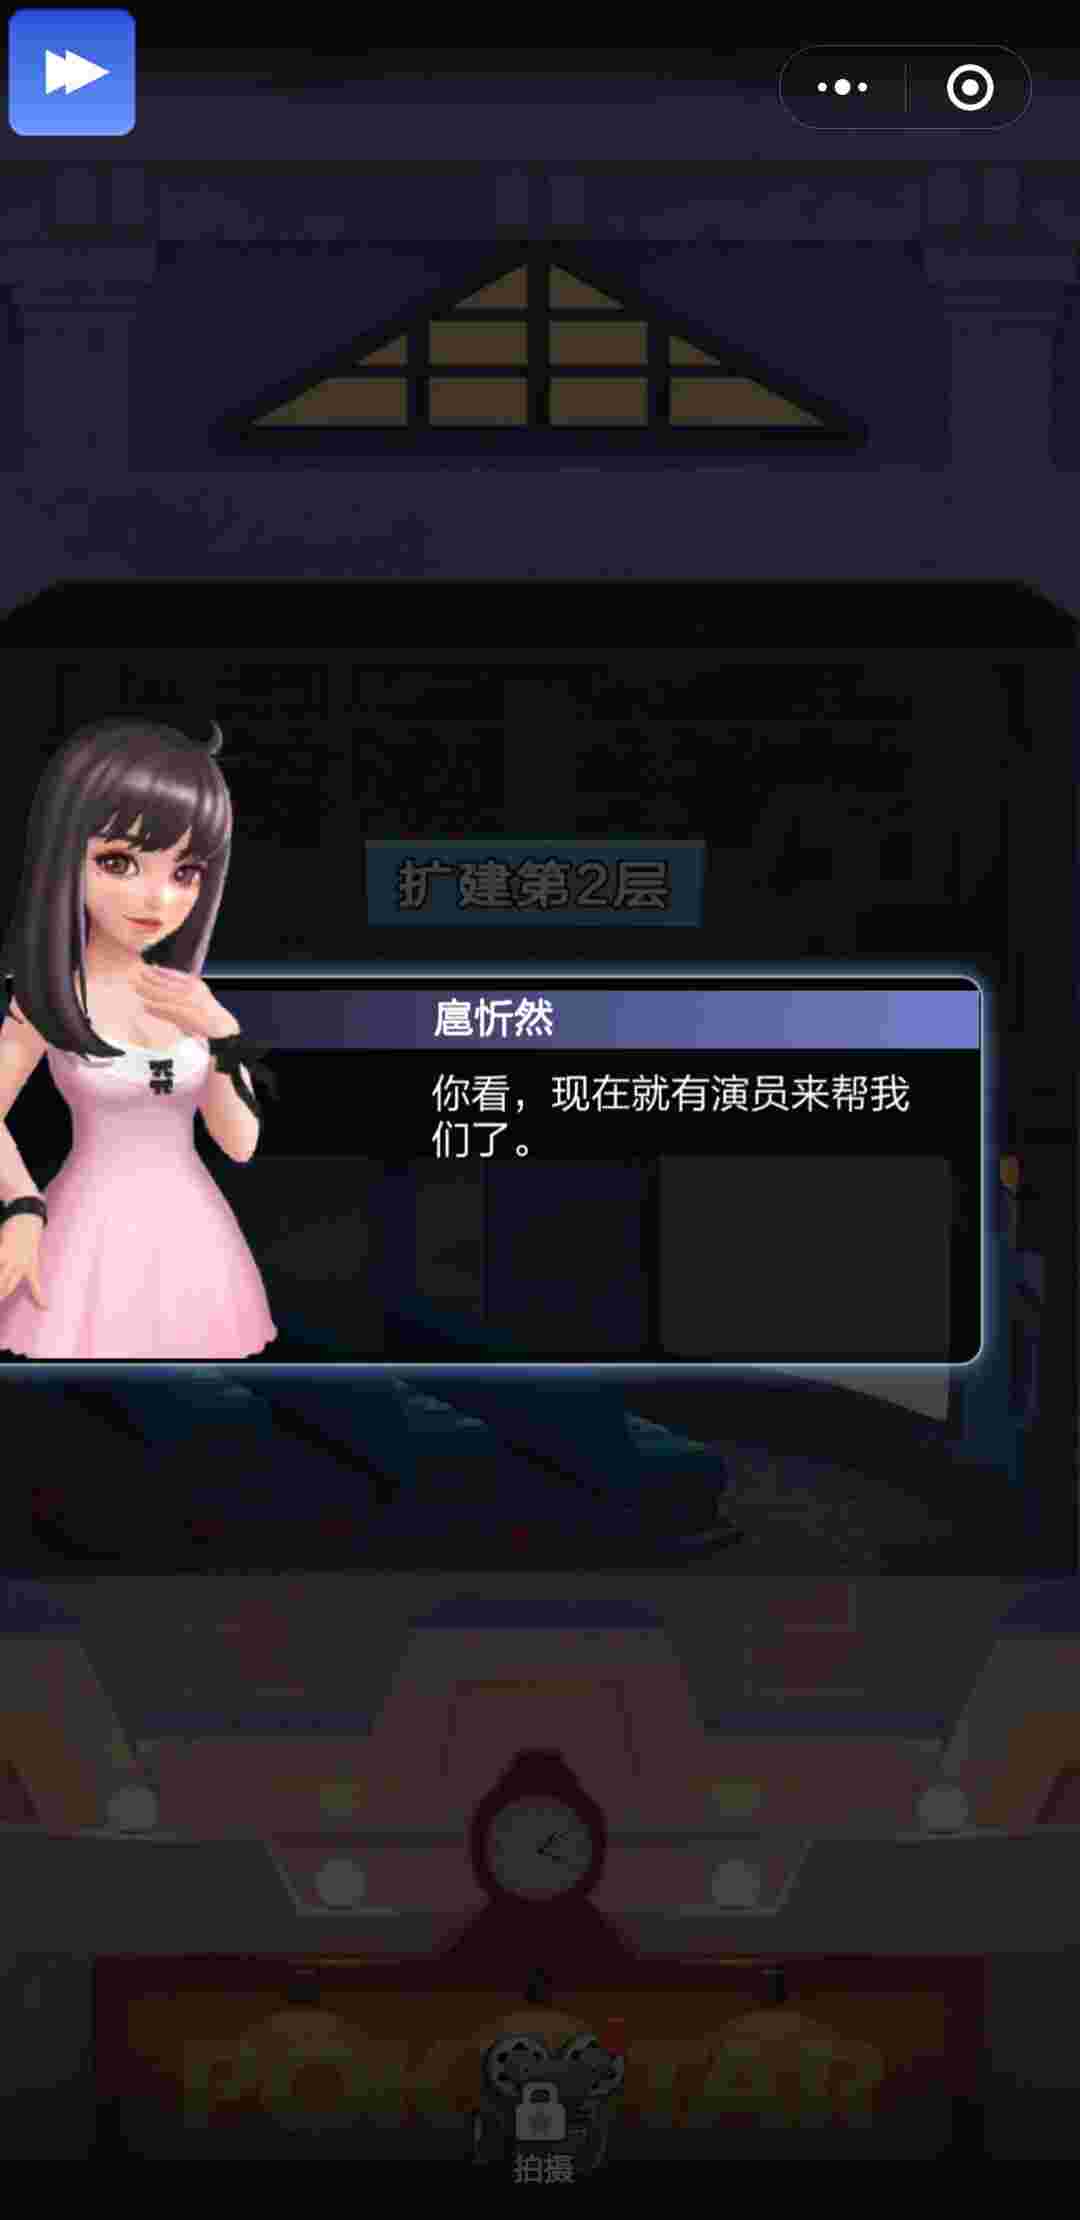 扩建第2层
扈忻然
你看，现在就有演员来帮我
们了。
拍摄